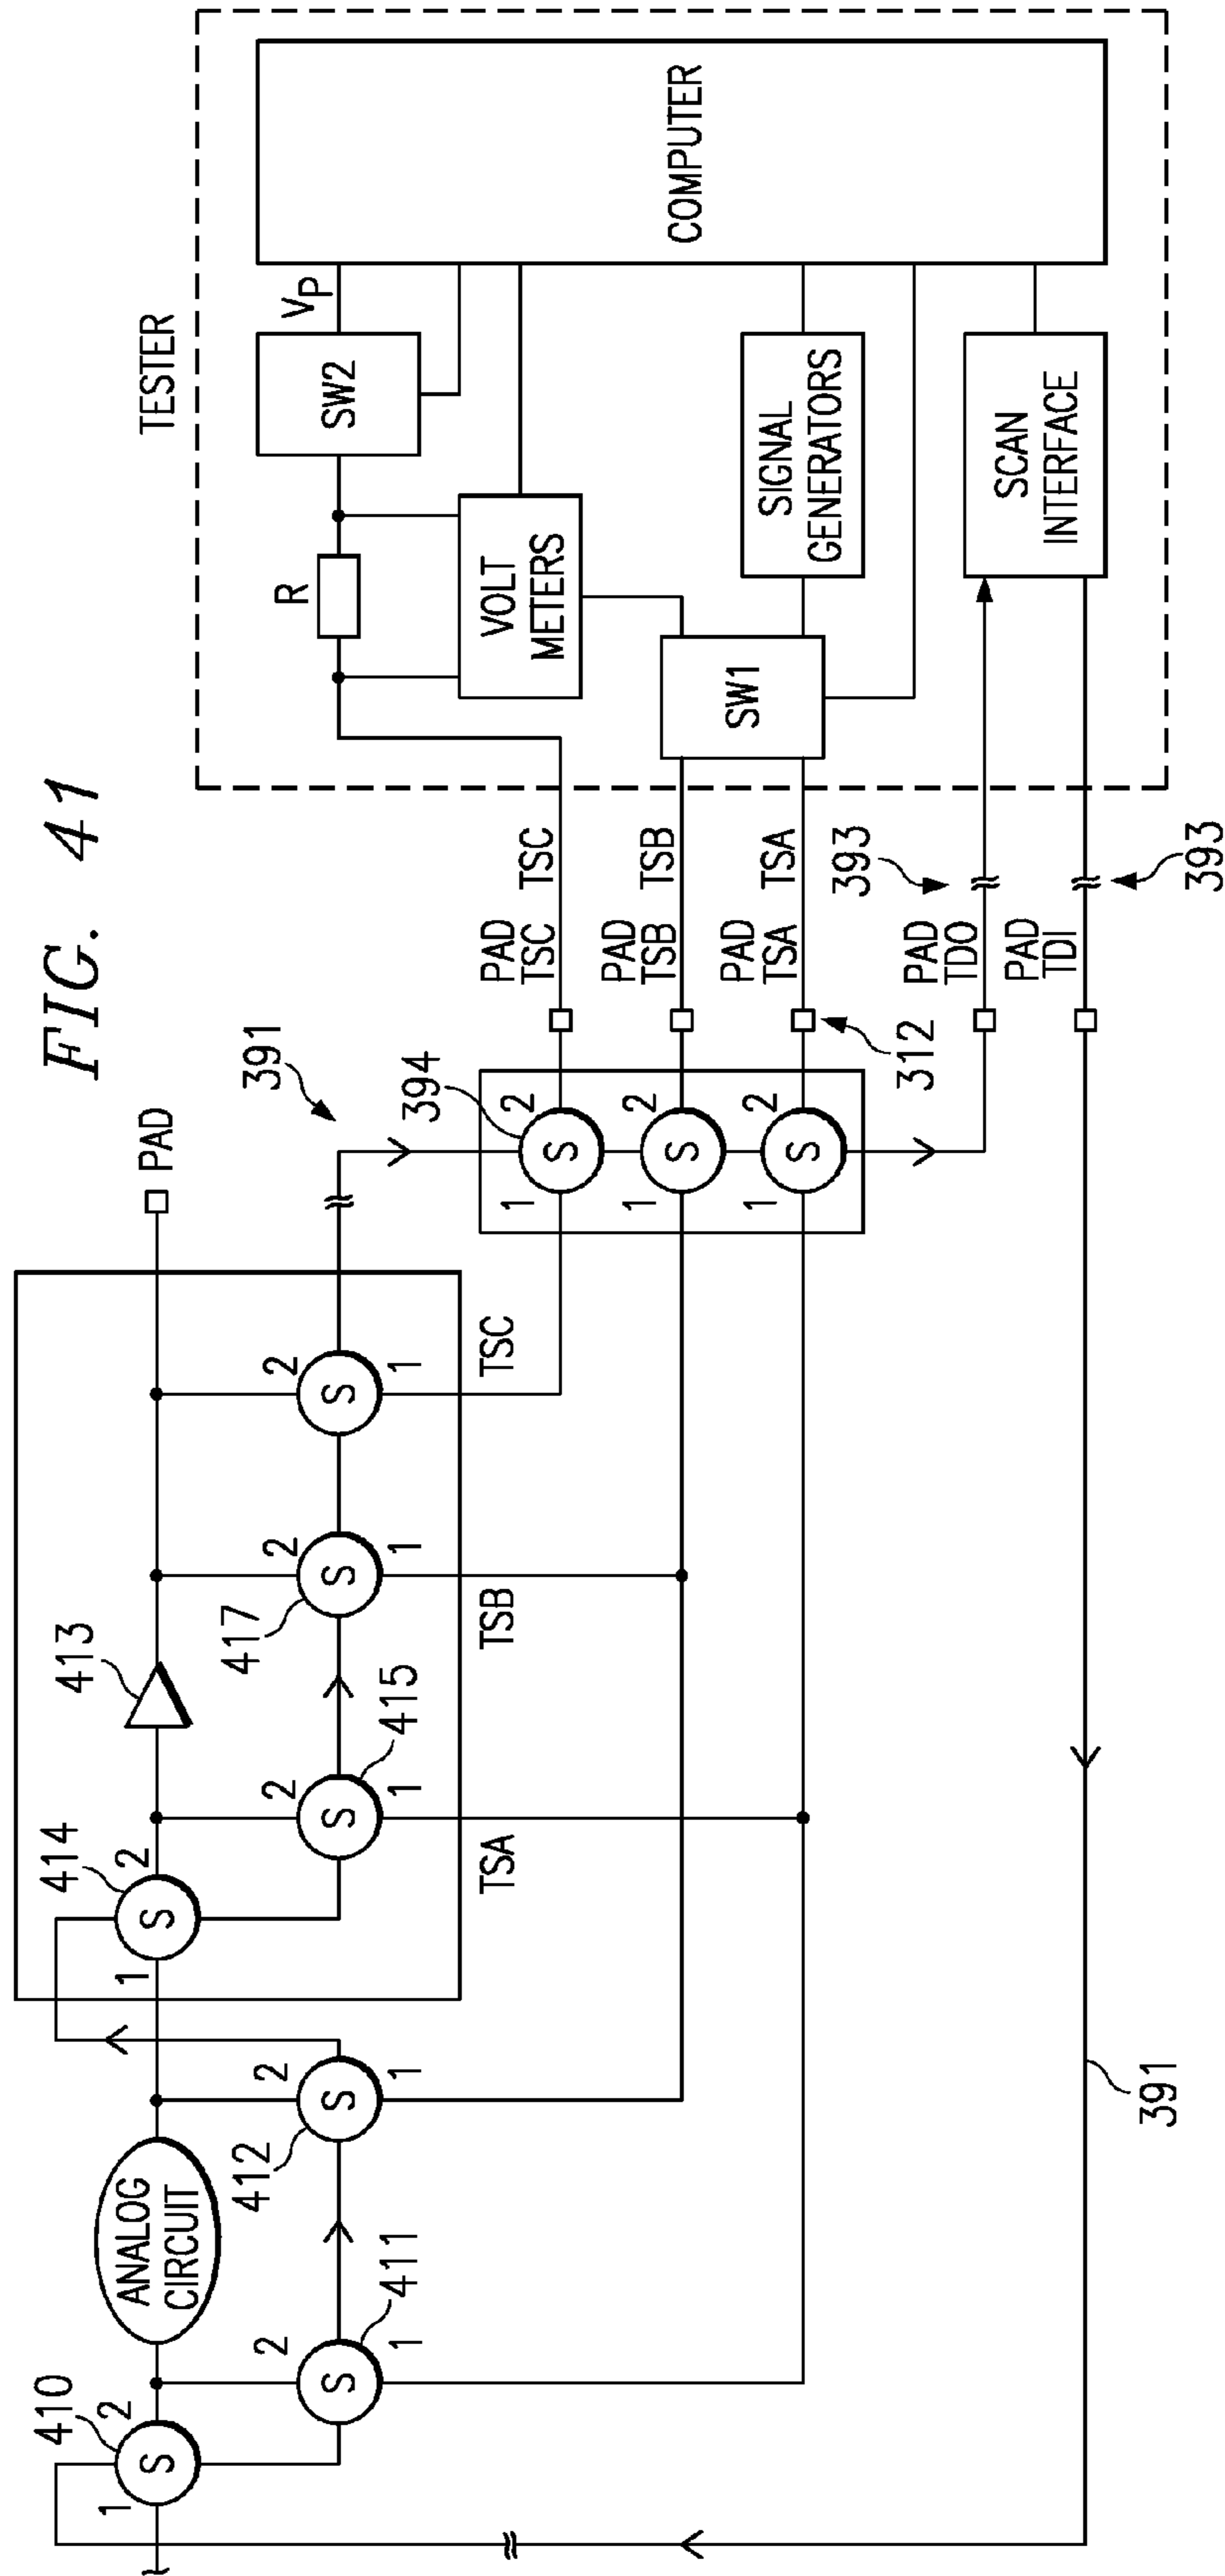 FIG. 41
410
1
S
2
ANALOG
CIRCUIT
1
S
2
414
413
PAD
2
S
1
411
2
S
1
412
2
S
1
415
2
S
1
417
2
S
1
TSA
TSB
TSC
391
394
1
S
2
1
S
2
1
S
2
312
PAD
TSC
PAD
TSB
PAD
TSA
PAD
TDO
PAD
TDI
TSC
TSB
TSA
393
393
391
TESTER
R
SW2
VP
VOLT
METERS
SW1
SIGNAL
GENERATORS
SCAN
INTERFACE
COMPUTER